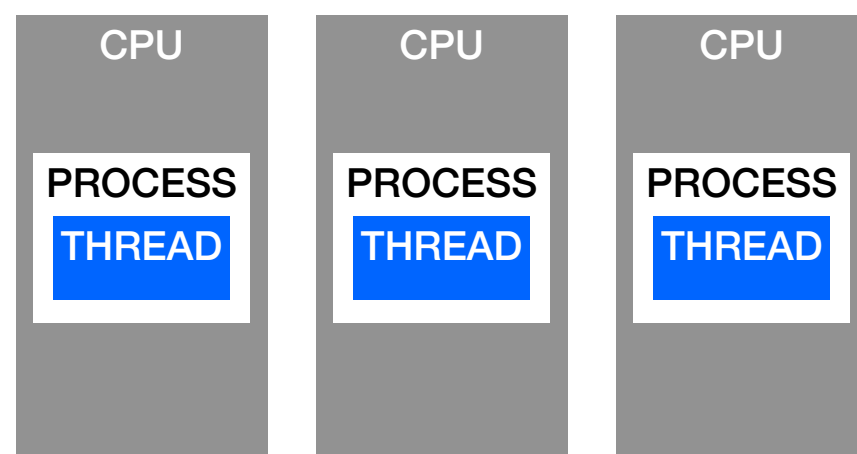 CPU
CPU
CPU
PROCESS
PROCESS
PROCESS
THREAD
THREAD
THREAD